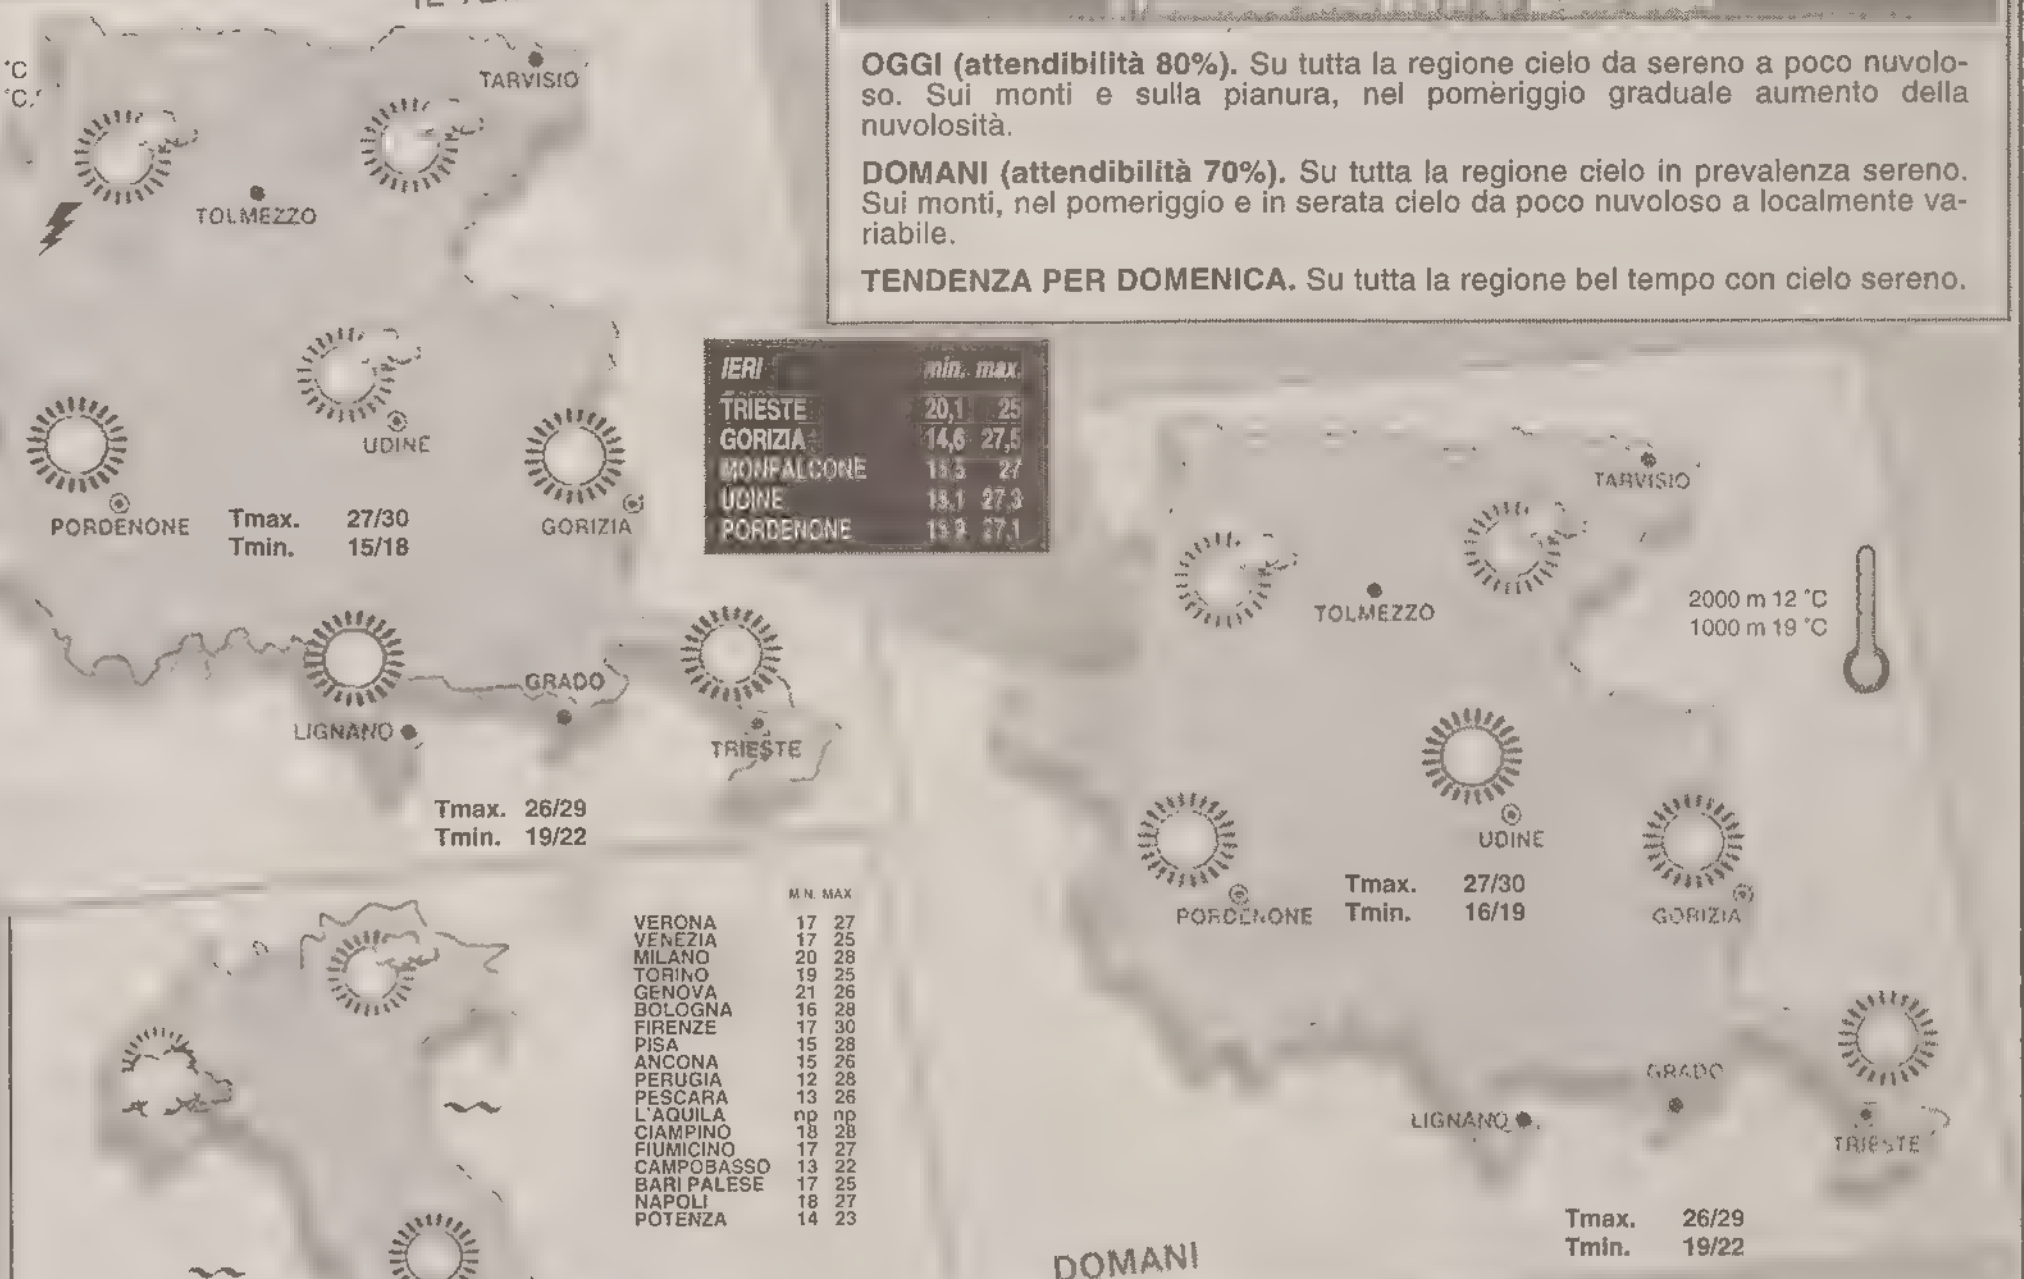 °C
°C
TARVISIO
TOLMEZZO
UDINE
PORDENONE
GORIZIA
Tmax. 27/30
Tmin. 15/18
GRADO
LIGNANO
TRIESTE
Tmax. 26/29
Tmin. 19/22
OGGI (attendibilità 80%). Su tutta la regione cielo da sereno a poco nuvolo-
so. Sui monti e sulla pianura, nel pomeriggio graduale aumento della
nuvolosità.
DOMANI (attendibilità 70%). Su tutta la regione cielo in prevalenza sereno.
Sui monti, nel pomeriggio e in serata cielo da poco nuvoloso a localmente va-
riabile.
TENDENZA PER DOMENICA. Su tutta la regione bel tempo con cielo sereno.
IERI min. max.
TRIESTE 20,1 25
GORIZIA 14,6 27,5
MONFALCONE 27
UDINE 27,3
PORDENONE 27,1
TARVISIO
TOLMEZZO
2000 m 12 °C
1000 m 19 °C
UDINE
PORDENONE
GORIZIA
Tmax. 27/30
Tmin. 16/19
GRADO
LIGNANO
TRIESTE
Tmax. 26/29
Tmin. 19/22
DOMANI
MAX
VERONA 17 27
VENEZIA 17 25
MILANO 20 28
TORINO 19 25
GENOVA 21 26
BOLOGNA 16 28
FIRENZE 17 30
PISA 15 28
ANCONA 15 26
PERUGIA 12 28
PESCARA 13 26
L'AQUILA np np
CIAMPINO 18 28
FIUMICINO 17 27
CAMPOBASSO 13 22
BARI PALESE 17 25
NAPOLI 18 27
POTENZA 14 23